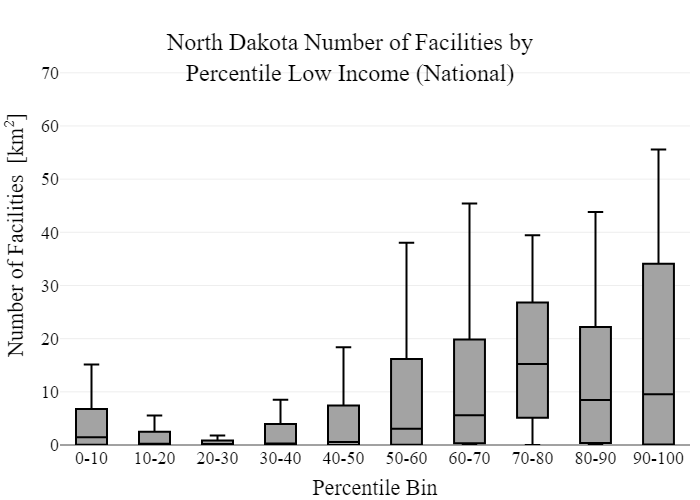 North Dakota Number of Facilities by
Percentile Low Income (National)
Number of Facilities [km²]
70
60
50
40
30
20
10
0
0-10 10-20 20-30 30-40 40-50 50-60 60-70 70-80 80-90 90-100
Percentile Bin